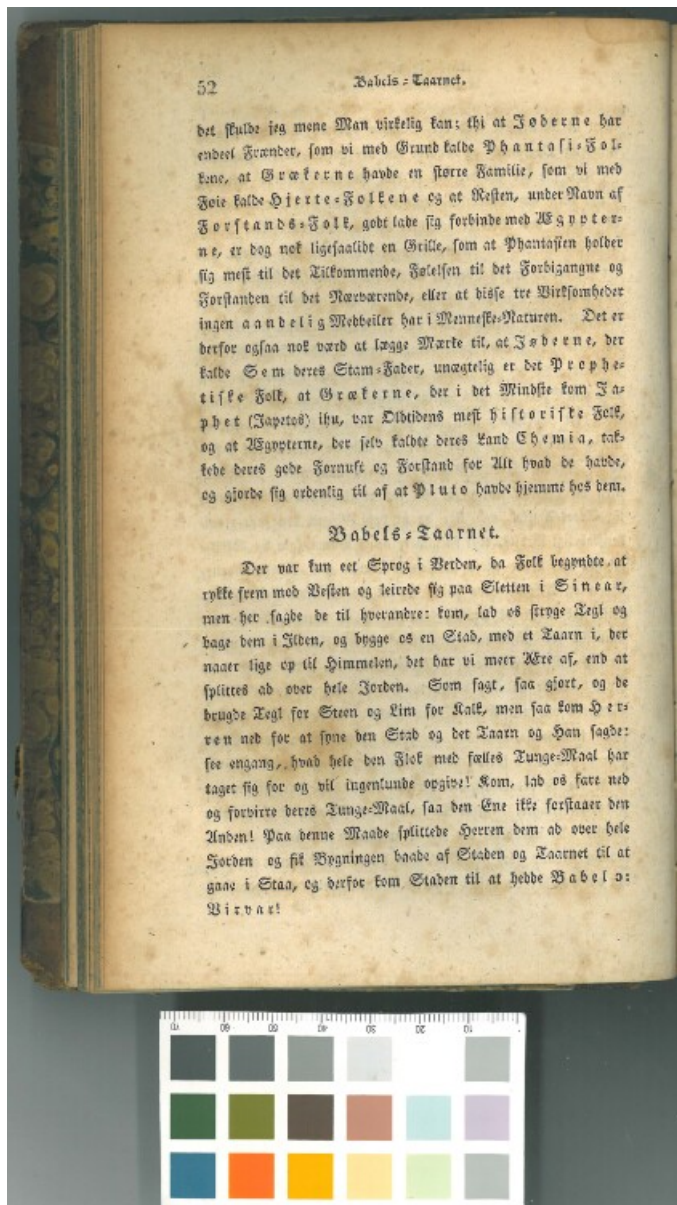 52
Babels-Taarnet.
det skulde jeg mene Man virkelig kan; thi at Jøderne har
endeel Frænder, som vi med Grund kalde Phantasi-Fol-
kene, at Grækerne havde en større Familie, som vi med
Føie kalde Hjerte-Folkene og at Resten, under Navn af
Forstands-Folk, godt lade sig forbinde med Ægypter-
ne, er dog nok ligesaalidt en Grille, som at Phantasien holder
sig mest til det Tilkommende, Følelsen til det Forbigangne og
Forstanden til det Nærværende, eller at disse tre Virksomheder
ingen aandelig Medbeiler har i Menneske-Naturen. Det er
derfor ogsaa nok værd at lægge Mærke til, at Jøderne, der
kalde Sem deres Stam-Fader, unægtelig er det Prophe-
tiske Folk, at Grækerne, der i det Mindste kom Ja-
phet (Japetos) ihu, var Oldtidens mest historiske Folk,
og at Ægypterne, der selv kaldte deres Land Chemia, tak-
kede deres gode Fornuft og Forstand for Alt hvad de havde,
og gjorde sig ordenlig til af at Pluto havde hjemme hos dem.
Babels-Taarnet.
Der var kun eet Sprog i Verden, da Folk begyndte at
rykke frem mod Vesten og leirede sig paa Sletten i Sinear,
men her sagde de til hverandre: kom, lad os stryge Tegl og
bage dem i Ilden, og bygge os en Stad, med et Taarn i, der
naaer lige op til Himmelen, det har vi meer Ære af, end at
splittes ad over hele Jorden. Som sagt, saa gjort, og de
brugde Tegl for Steen og Lim for Kalk, men saa kom Her-
ren ned for at syne den Stad og det Taarn og Han sagde:
see engang, hvad hele den Flok med fælles Tunge-Maal har
taget sig for og vil ingenlunde opgive! Kom, lad os fare ned
og forvirre deres Tunge-Maal, saa den Ene ikke forstaaer den
Anden! Paa denne Maade splittede Herren dem ad over hele
Jorden og fik Bygningen baade af Staden og Taarnet til at
gaae i Staa, og derfor kom Staden til at hedde Babel ɔ:
Virvar!
70 60 50 40 30 20 10